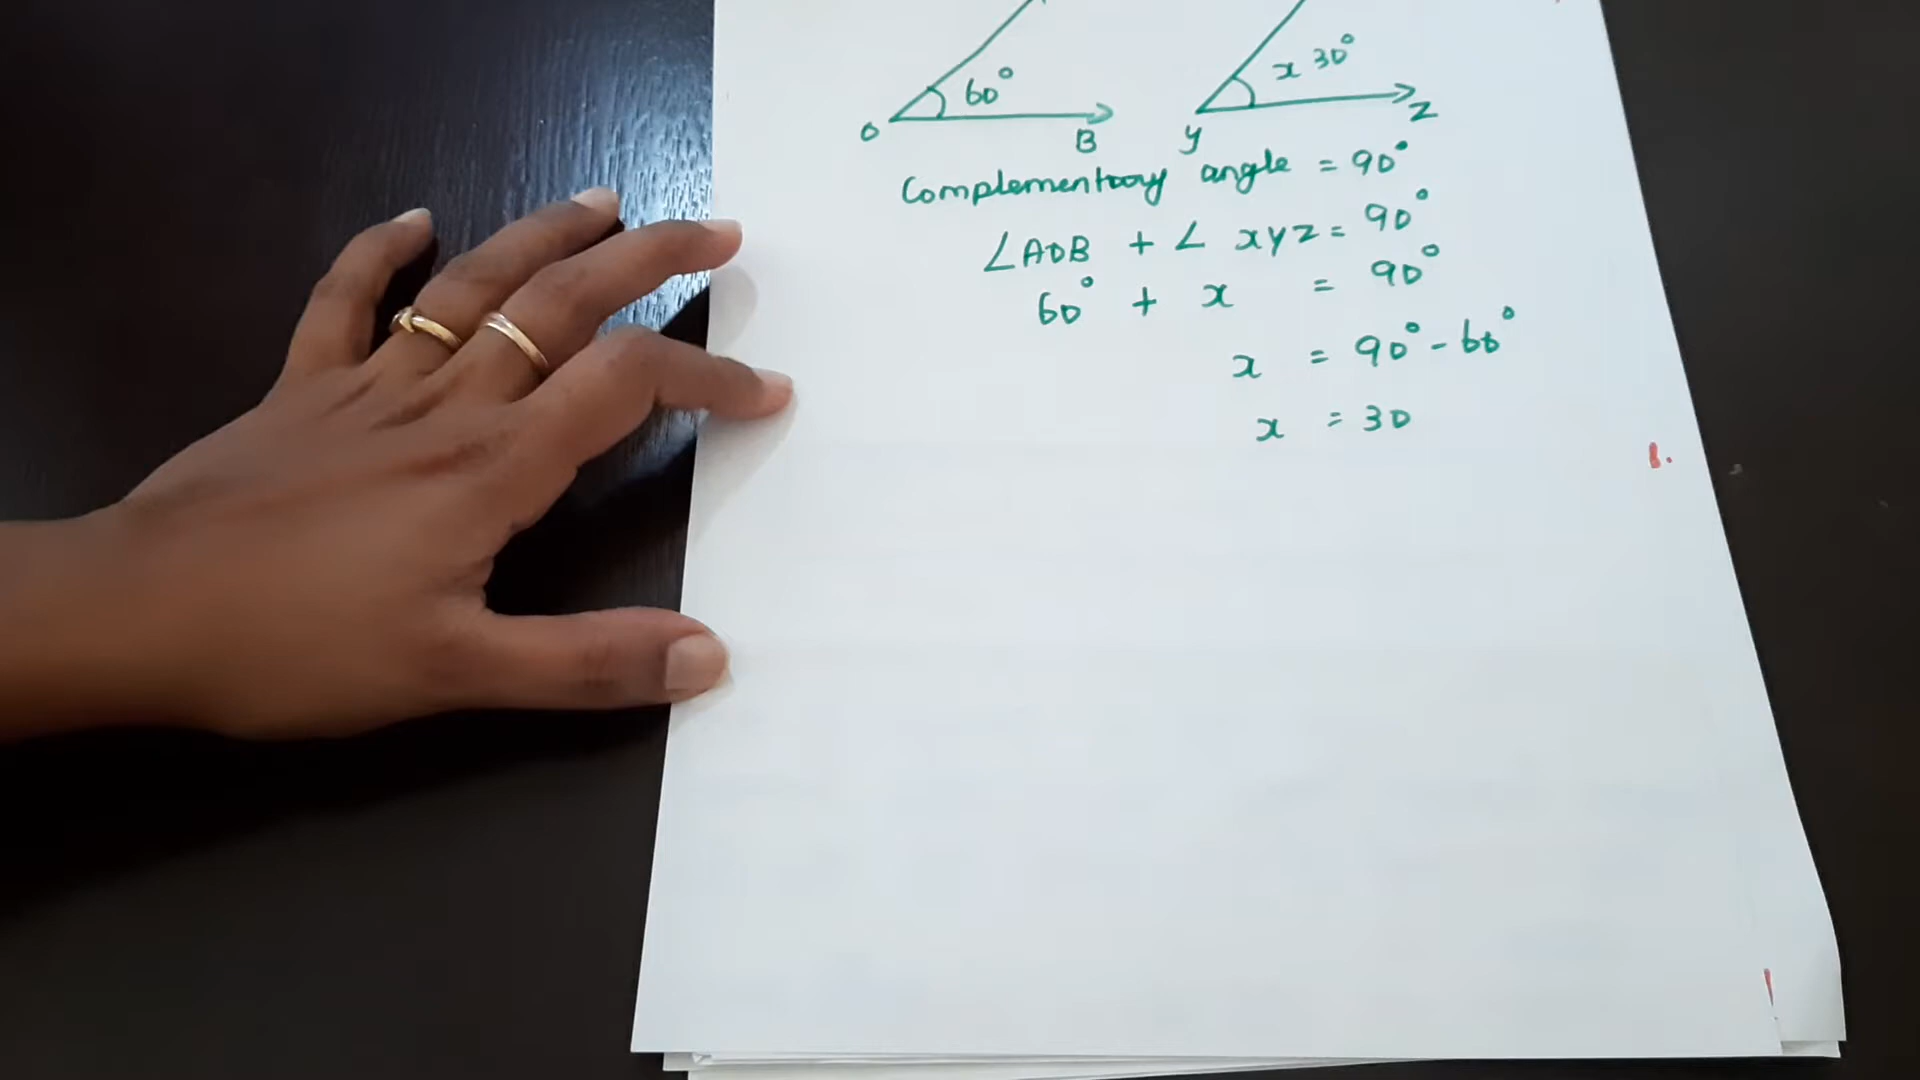 60°
x 30°
O B
Y Z
Complementary angle = 90°
∠AOB + ∠ xyz = 90°
60° + x = 90°
x = 90° - 60°
x = 30